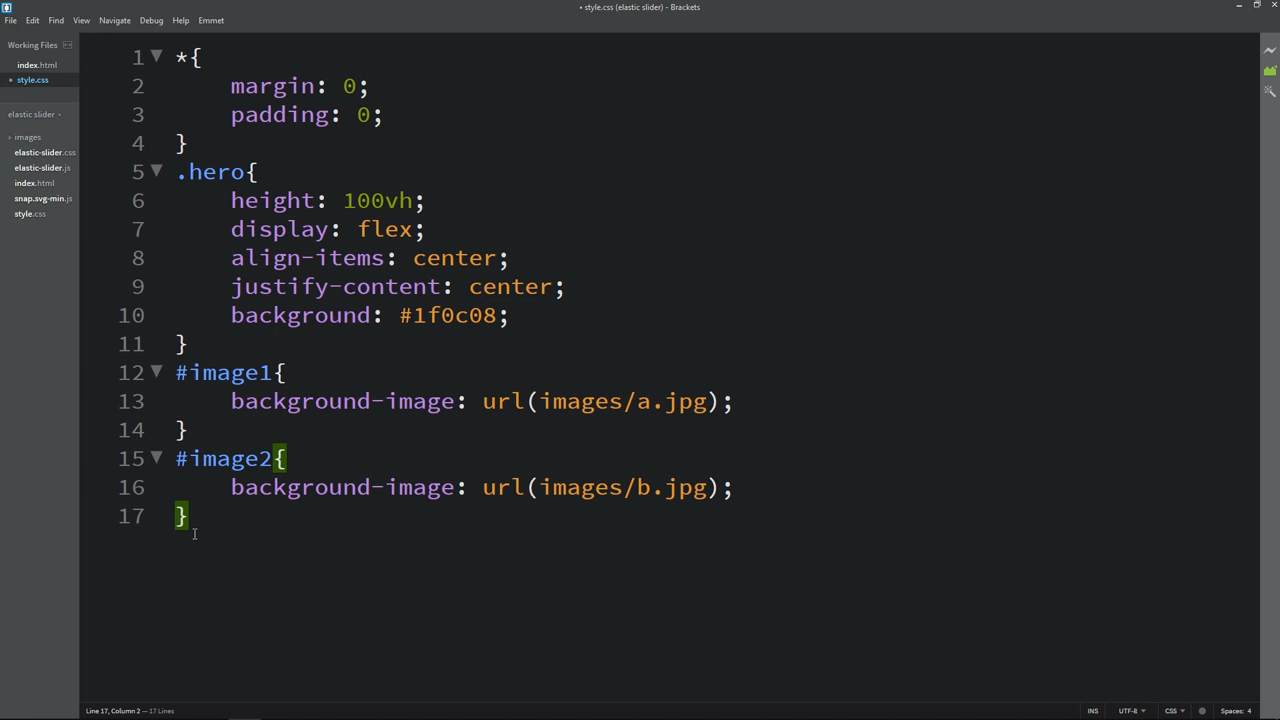 • style.css (elastic slider) - Brackets
File Edit Find View Navigate Debug Help Emmet
Working Files
index.html
• style.css
elastic slider
images
elastic-slider.css
elastic-slider.js
index.html
snap.svg-min.js
style.css
1 *{
2 margin: 0;
3 padding: 0;
4 }
5 .hero{
6 height: 100vh;
7 display: flex;
8 align-items: center;
9 justify-content: center;
10 background: #1f0c08;
11 }
12 #image1{
13 background-image: url(images/a.jpg);
14 }
15 #image2{
16 background-image: url(images/b.jpg);
17 }
Line 17, Column 2 — 17 Lines
INS UTF-8 CSS Spaces: 4